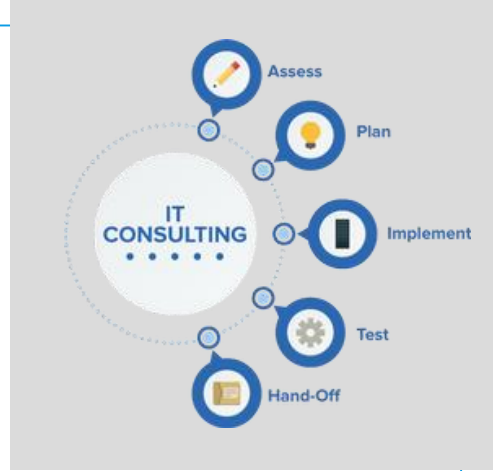 Assess
Plan
IT
CONSULTING
Implement
Test
Hand-Off